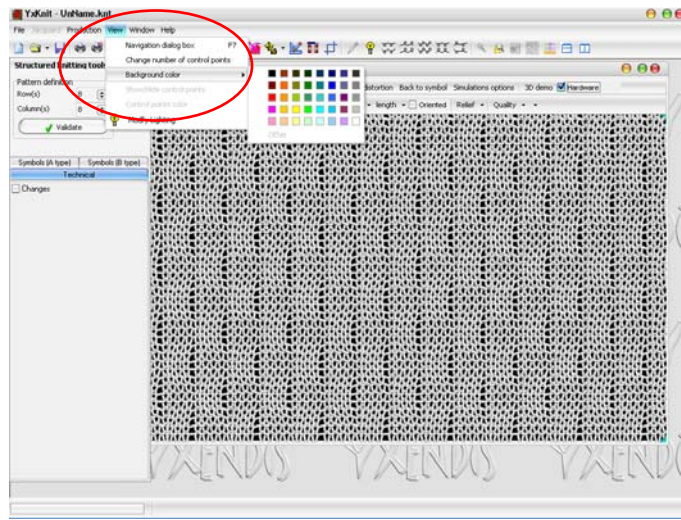 YxKnit - UnName.knt
File Jacquard Production View Window Help
Navigation dialog box F7
Change number of control points
Background color
Show/Hide control points
Control points color
Modify Lighting
Other
Structured knitting tools
Pattern definition
Row(s) 8
Column(s) 8
Validate
Symbols (A type) Symbols (B type)
Technical
Changes
distortion Back to symbol Simulations options 3D demo Hardware
length Oriented Relief Quality
YXENDIS YXENDIS YXENDIS